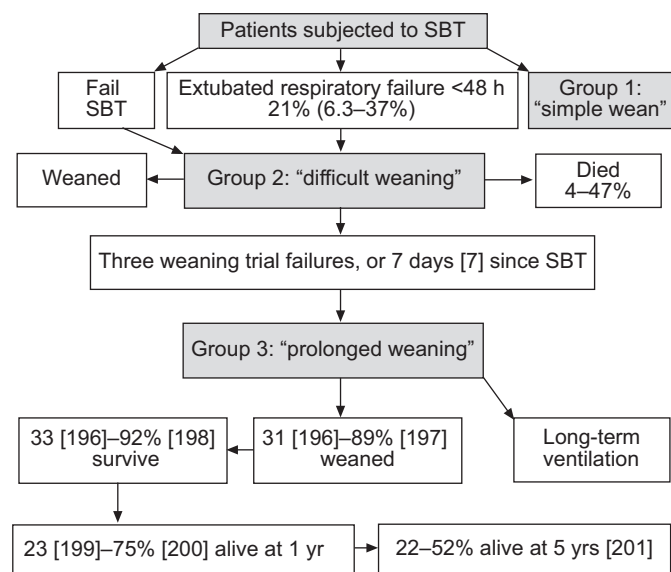 Patients subjected to SBT
Fail
SBT
Extubated respiratory failure <48 h
21% (6.3–37%)
Group 1:
“simple wean”
Weaned
Group 2: “difficult weaning”
Died
4–47%
Three weaning trial failures, or 7 days [7] since SBT
Group 3: “prolonged weaning”
33 [196]–92% [198]
survive
31 [196]–89% [197]
weaned
Long-term
ventilation
23 [199]–75% [200] alive at 1 yr
22–52% alive at 5 yrs [201]